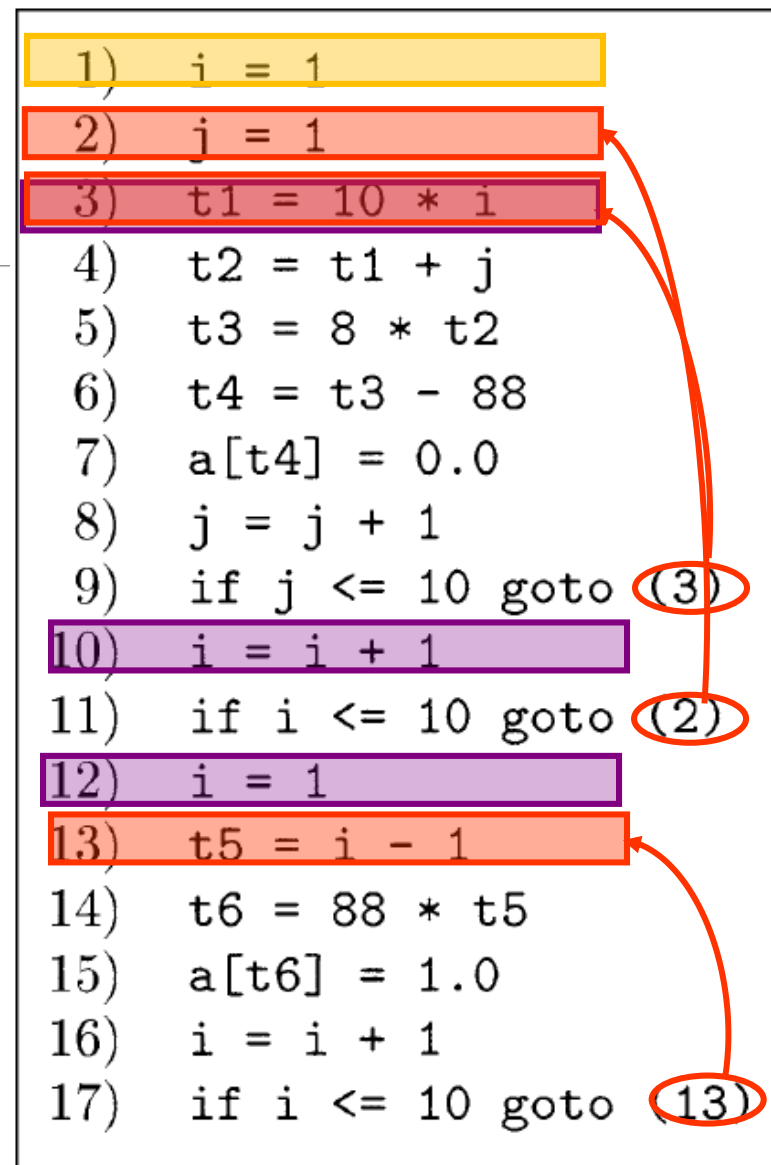 1) i = 1
2) j = 1
3) t1 = 10 * i
4) t2 = t1 + j
5) t3 = 8 * t2
6) t4 = t3 - 88
7) a[t4] = 0.0
8) j = j + 1
9) if j <= 10 goto (3)
10) i = i + 1
11) if i <= 10 goto (2)
12) i = 1
13) t5 = i - 1
14) t6 = 88 * t5
15) a[t6] = 1.0
16) i = i + 1
17) if i <= 10 goto (13)